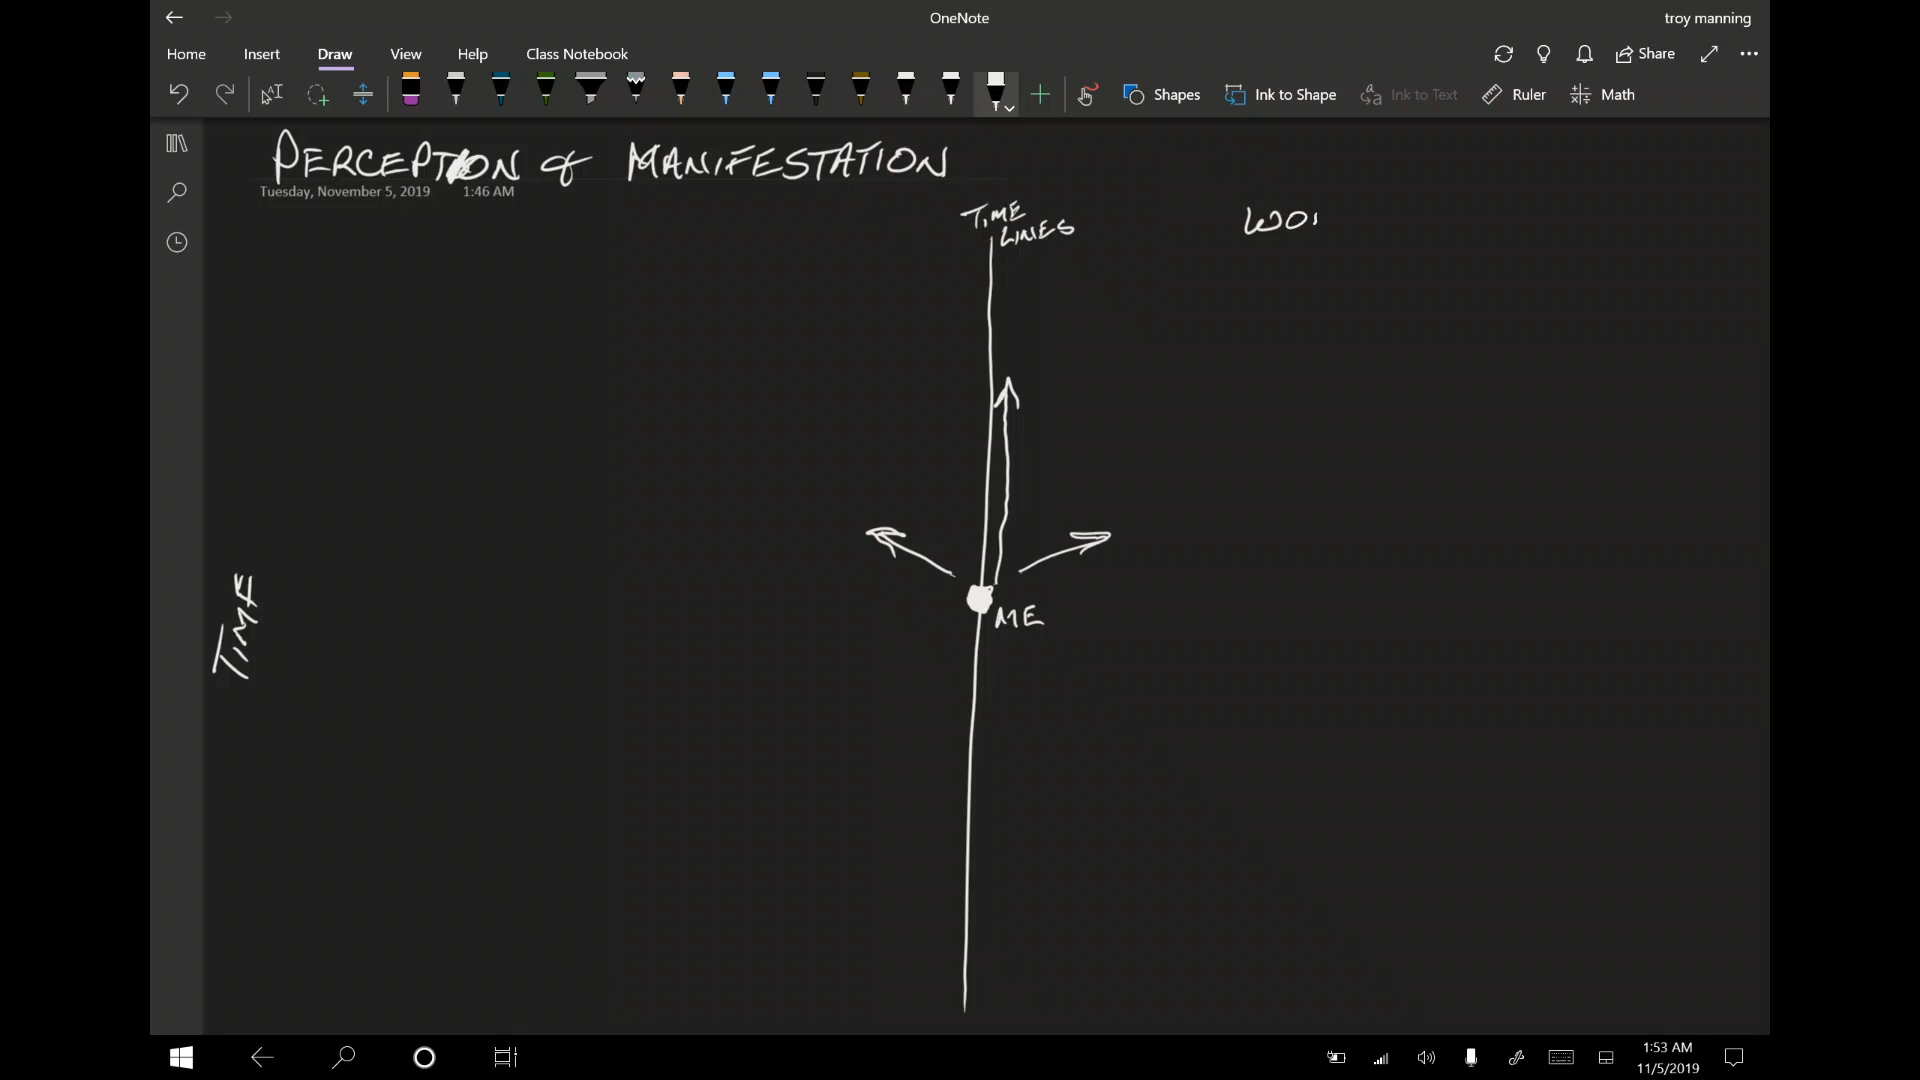 OneNote
troy manning
Home Insert Draw View Help Class Notebook
Share
Shapes Ink to Shape Ink to Text Ruler Math
PERCEPTION of MANIFESTATION
Tuesday, November 5, 2019 1:46 AM
TIME
LINES
ME
TIME
1:53 AM
11/5/2019